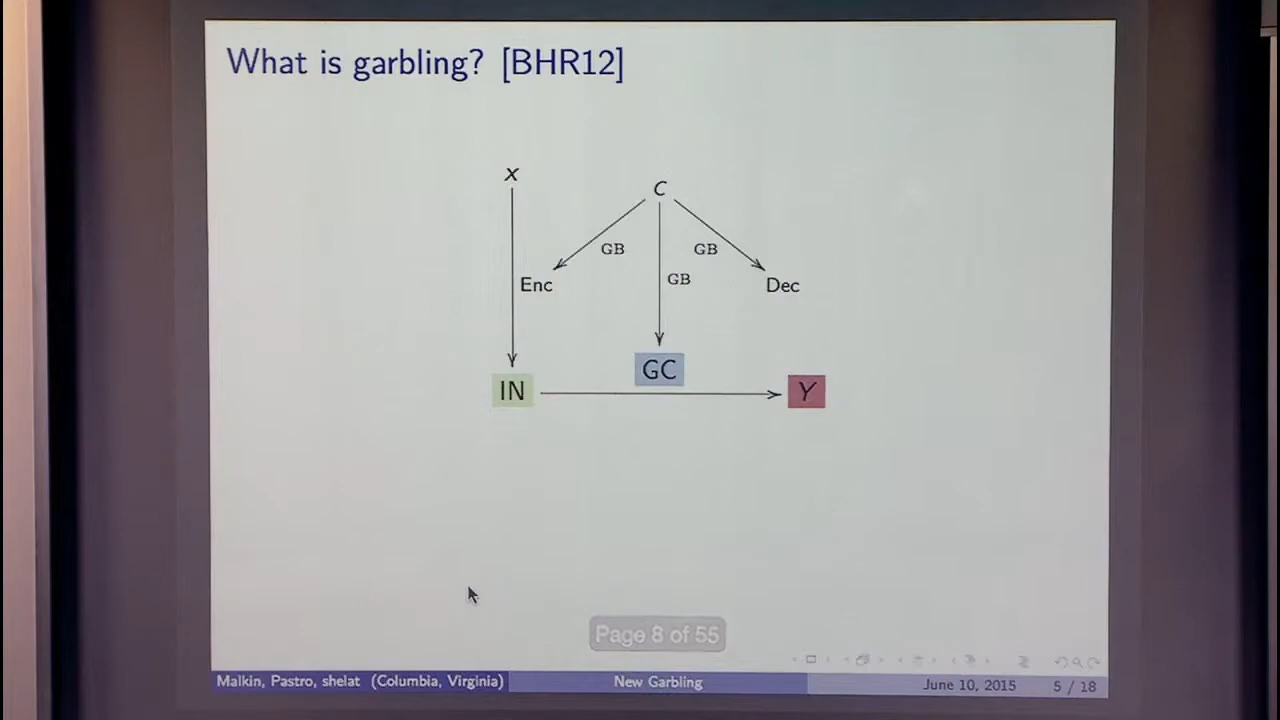 What is garbling? [BHR12]
x
C
GB
GB
Enc
GB
Dec
GC
IN
Y
Page 8 of 55
Malkin, Pastro, shelat (Columbia, Virginia)
New Garbling
June 10, 2015
5 / 18